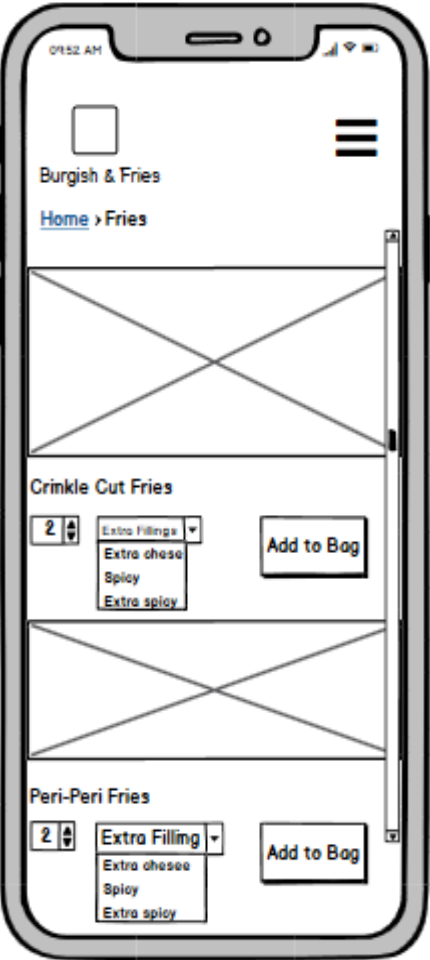 09:52 AM
Burgish & Fries
Home › Fries
Crinkle Cut Fries
2
Extra Fillings
Add to Bag
Extra chese
Spicy
Extra spicy
Peri-Peri Fries
2
Extra Filling
Add to Bag
Extra chesee
Spicy
Extra spicy